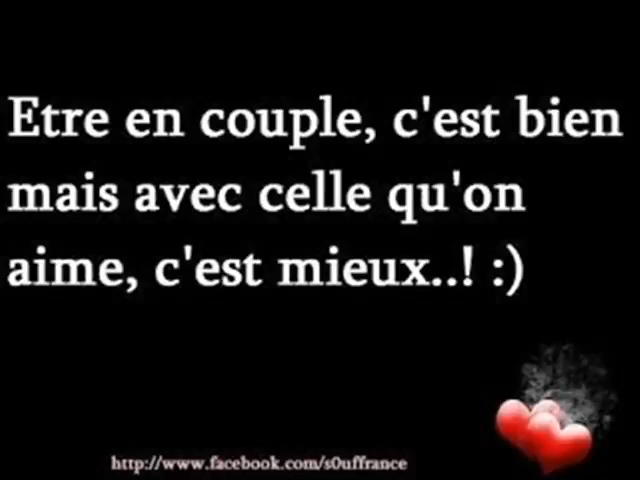 Etre en couple, c'est bien
mais avec celle qu'on
aime, c'est mieux..! :)
http://www.facebook.com/s0uffrance